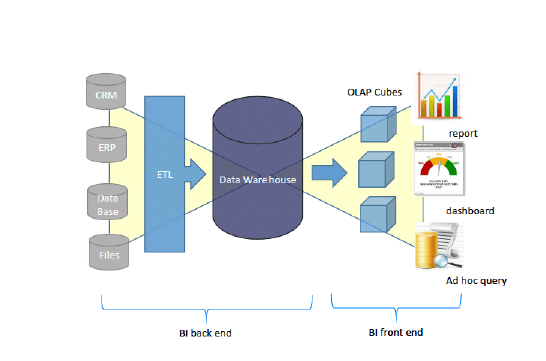 CRM
ERP
Data
Base
Files
ETL
Data Warehouse
OLAP Cubes
report
dashboard
Ad hoc query
BI back end
BI front end